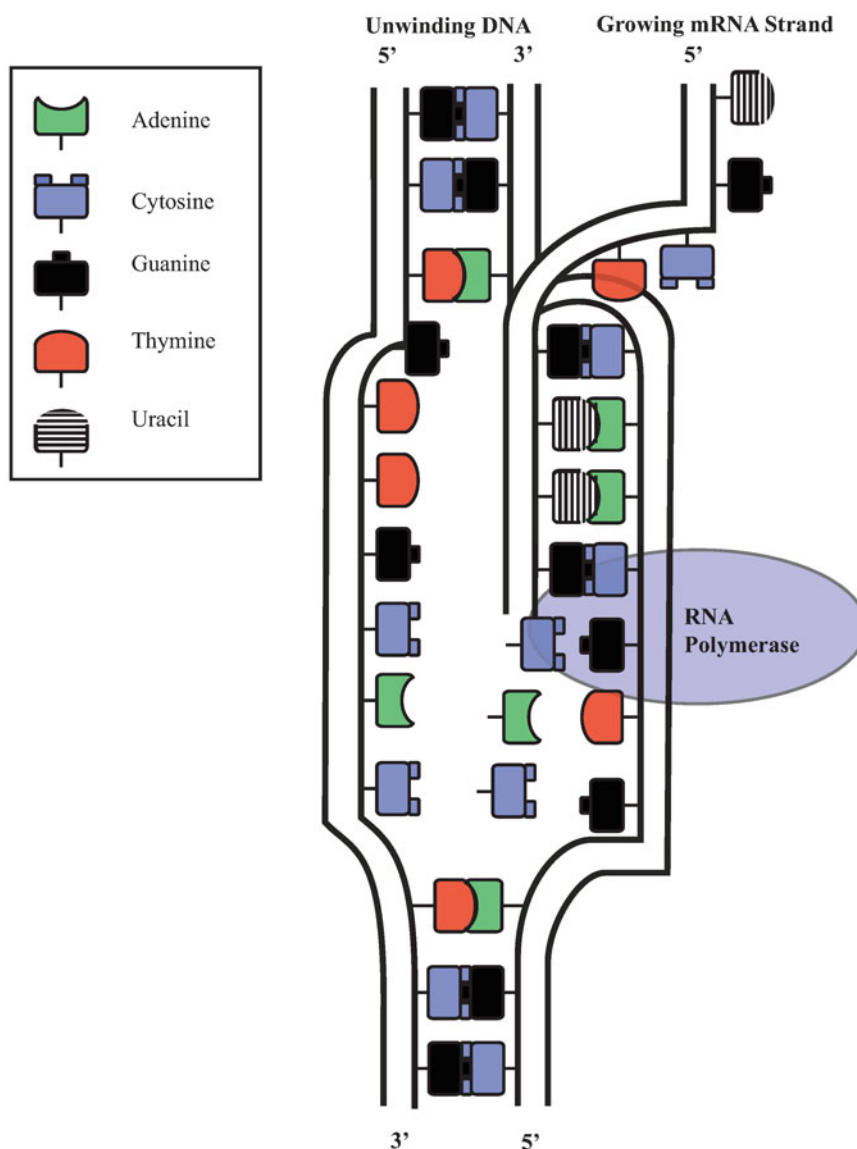 Unwinding DNA
Growing mRNA Strand
5’
3’
5’
Adenine
Cytosine
Guanine
Thymine
Uracil
RNA
Polymerase
3’
5’